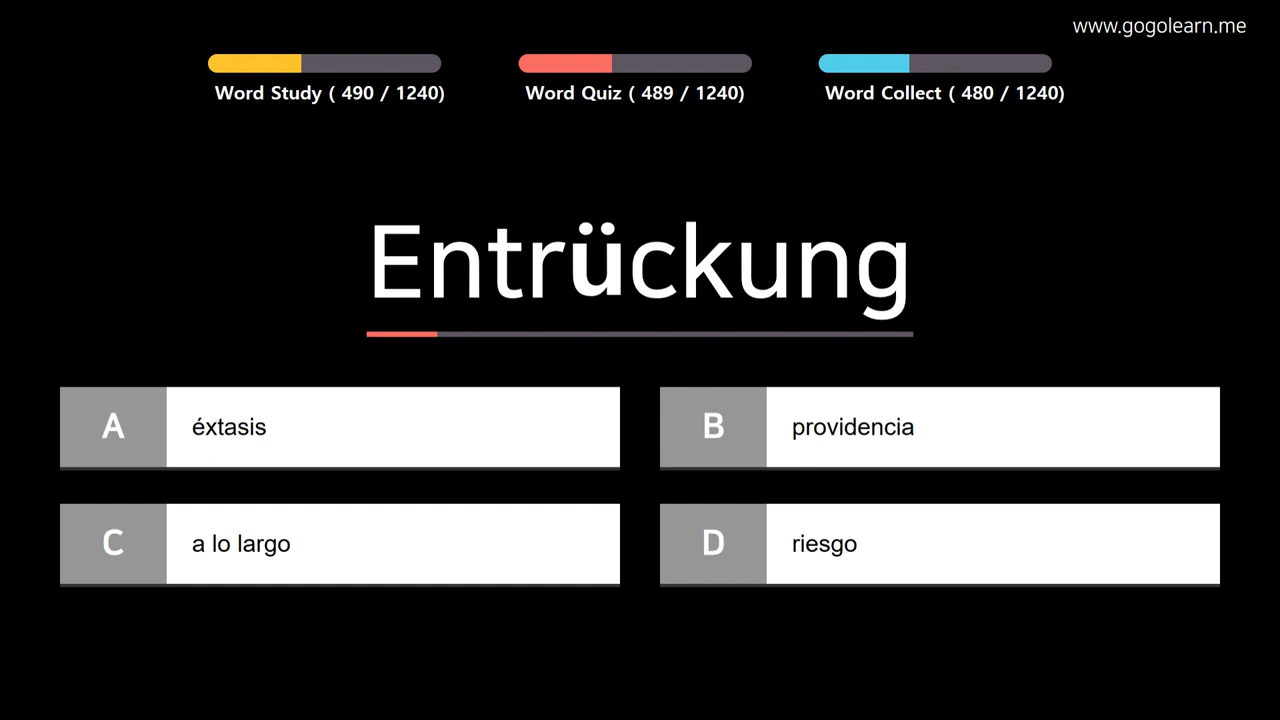 www.gogolearn.me
Word Study ( 490 / 1240)
Word Quiz ( 489 / 1240)
Word Collect ( 480 / 1240)
Entrückung
A
éxtasis
B
providencia
C
a lo largo
D
riesgo